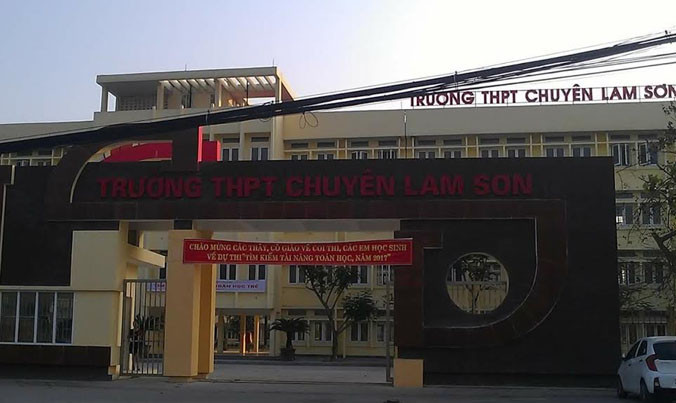 TRƯỜNG THPT CHUYÊN LAM SƠN
TRƯỜNG THPT CHUYÊN LAM SƠN
CHÀO MỪNG CÁC THẦY, CÔ GIÁO VỀ COI THI, CÁC EM HỌC SINH
VỀ DỰ THI "TÌM KIẾM TÀI NĂNG TOÁN HỌC, NĂM 2017"